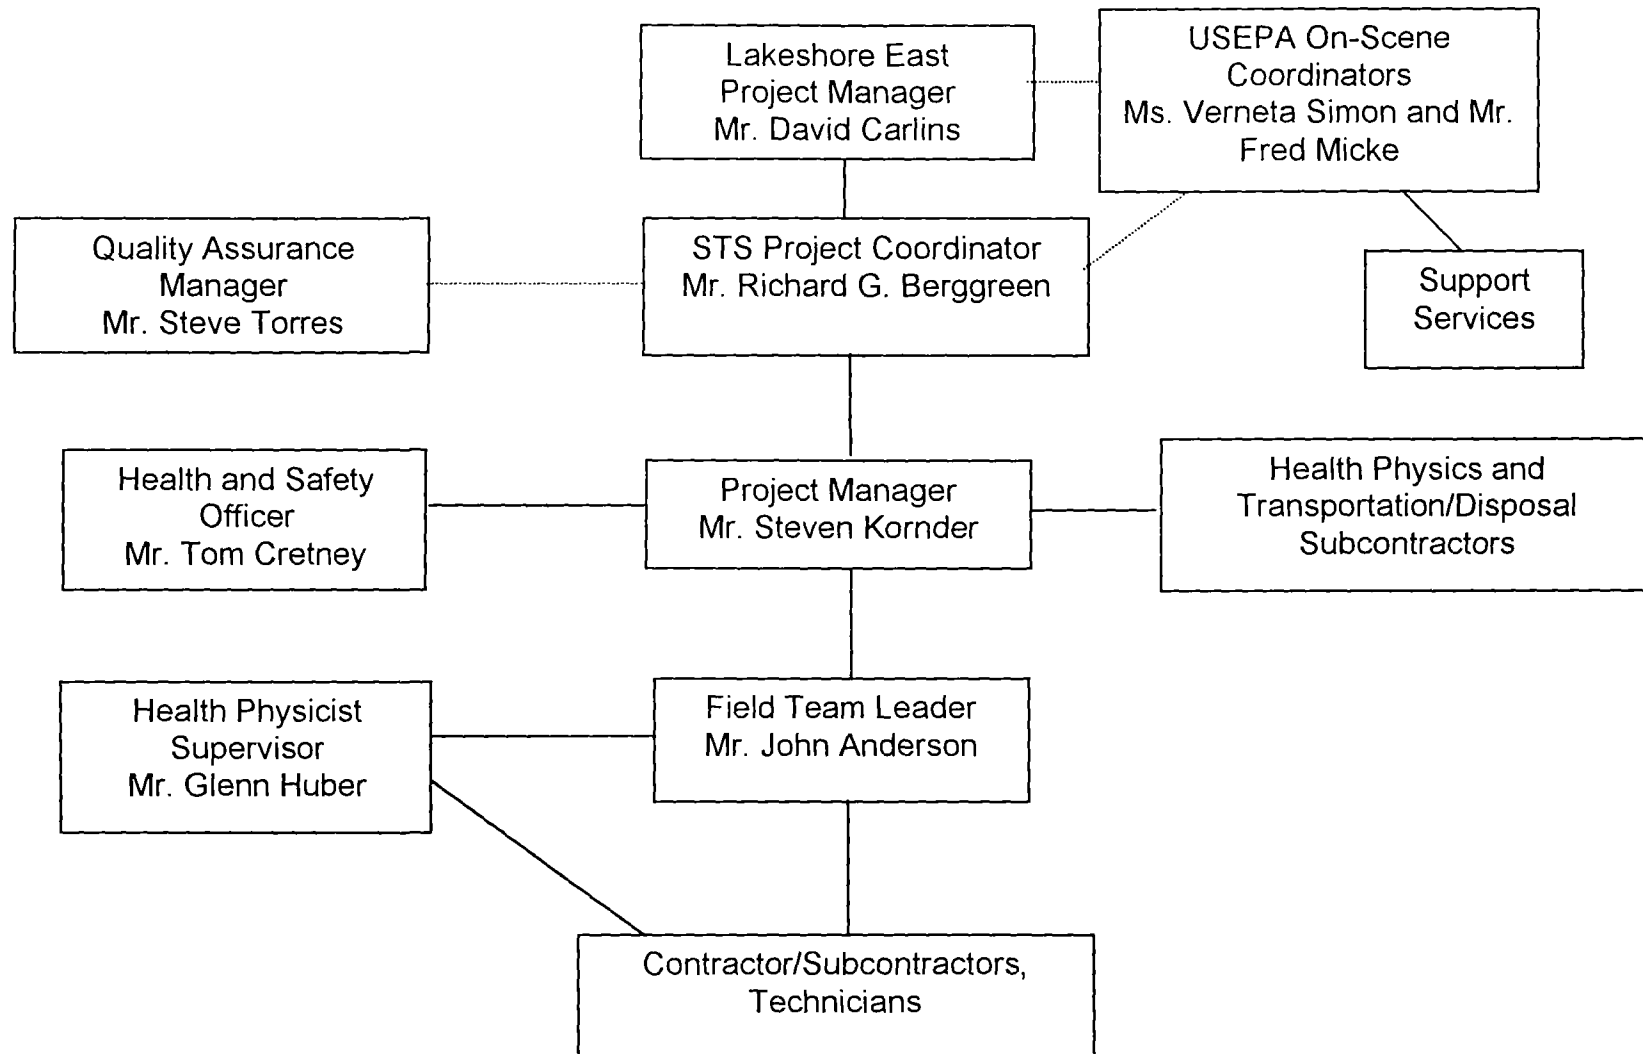 Lakeshore East
Project Manager
Mr. David Carlins
USEPA On-Scene
Coordinators
Ms. Verneta Simon and Mr.
Fred Micke
Quality Assurance
Manager
Mr. Steve Torres
STS Project Coordinator
Mr. Richard G. Berggreen
Support
Services
Health and Safety
Officer
Mr. Tom Cretney
Project Manager
Mr. Steven Kornder
Health Physics and
Transportation/Disposal
Subcontractors
Health Physicist
Supervisor
Mr. Glenn Huber
Field Team Leader
Mr. John Anderson
Contractor/Subcontractors,
Technicians